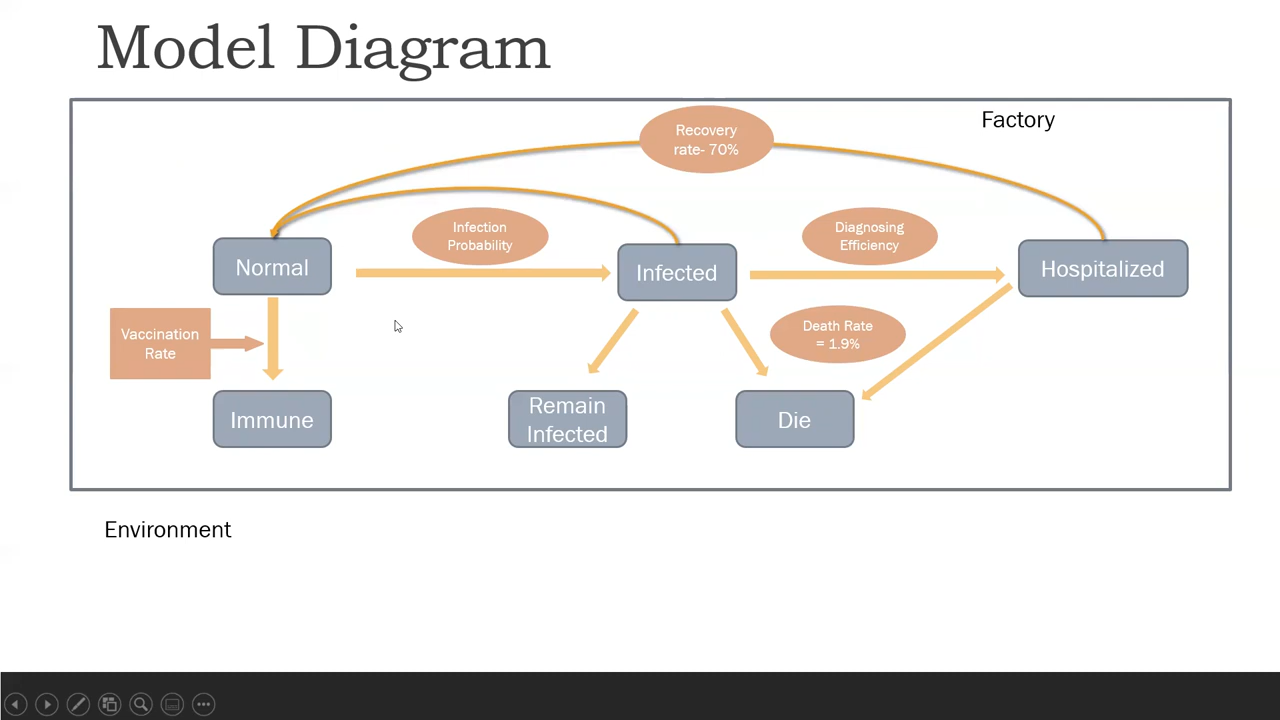 Model Diagram
Factory
Recovery
rate- 70%
Infection
Probability
Diagnosing
Efficiency
Normal
Infected
Hospitalized
Vaccination
Rate
Death Rate
= 1.9%
Immune
Remain
Infected
Die
Environment